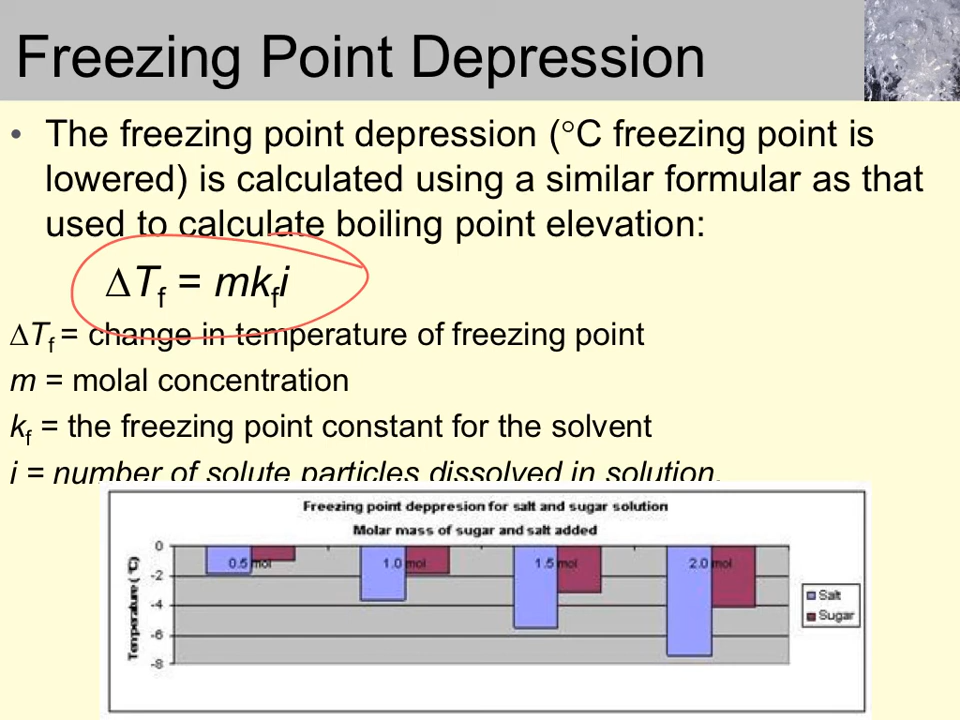 Freezing Point Depression
• The freezing point depression (°C freezing point is
lowered) is calculated using a similar formular as that
used to calculate boiling point elevation:
∆Tf = mkfi
∆Tf = change in temperature of freezing point
m = molal concentration
kf = the freezing point constant for the solvent
i = number of solute particles dissolved in solution.
Freezing point deppresion for salt and sugar solution
Molar mass of sugar and salt added
Temperature (°C)
0
-2
-4
-6
-8
0.5 mol
1.0 mol
1.5 mol
2.0 mol
Salt
Sugar